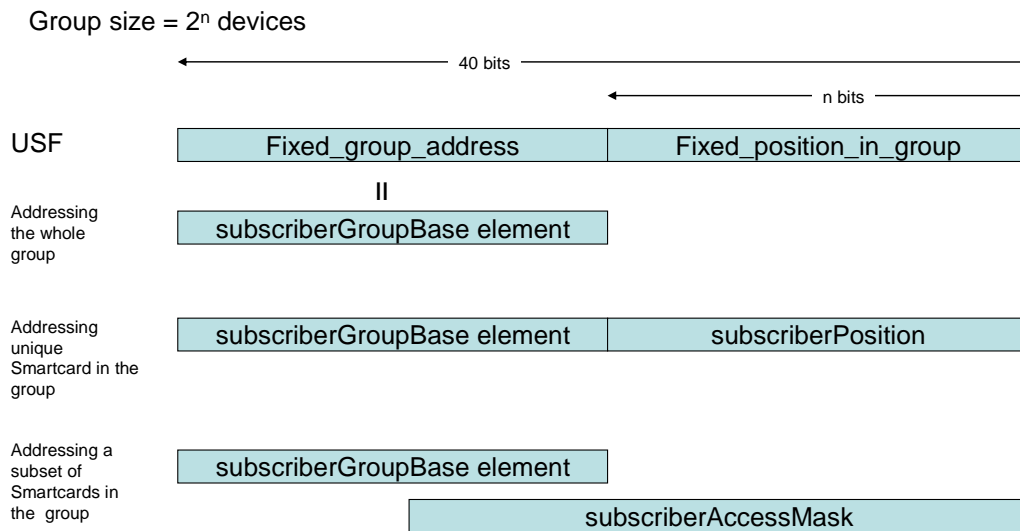 Group size = 2ⁿ devices
40 bits
n bits
USF
Fixed_group_address
Fixed_position_in_group
=
Addressing
the whole
group
subscriberGroupBase element
Addressing
unique
Smartcard in the
group
subscriberGroupBase element
subscriberPosition
Addressing a
subset of
Smartcards in
the group
subscriberGroupBase element
subscriberAccessMask